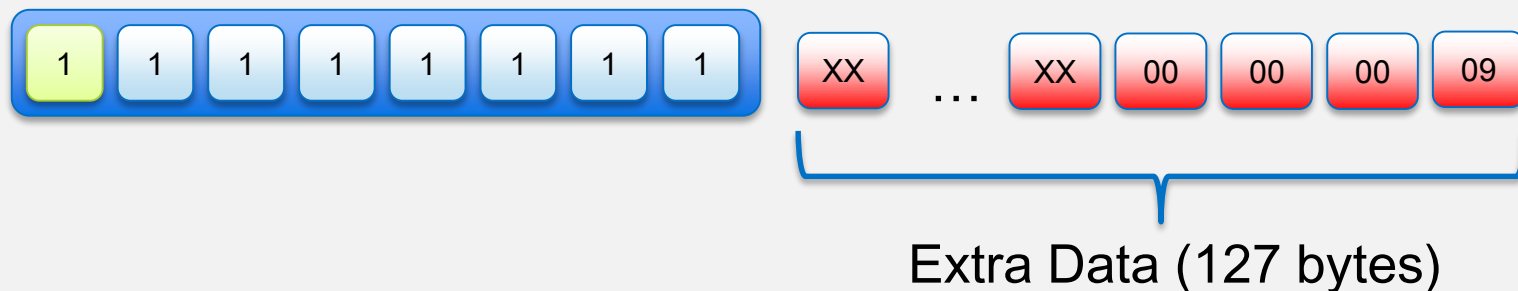 1 1 1 1 1 1 1 1 XX ... XX 00 00 00 09
Extra Data (127 bytes)